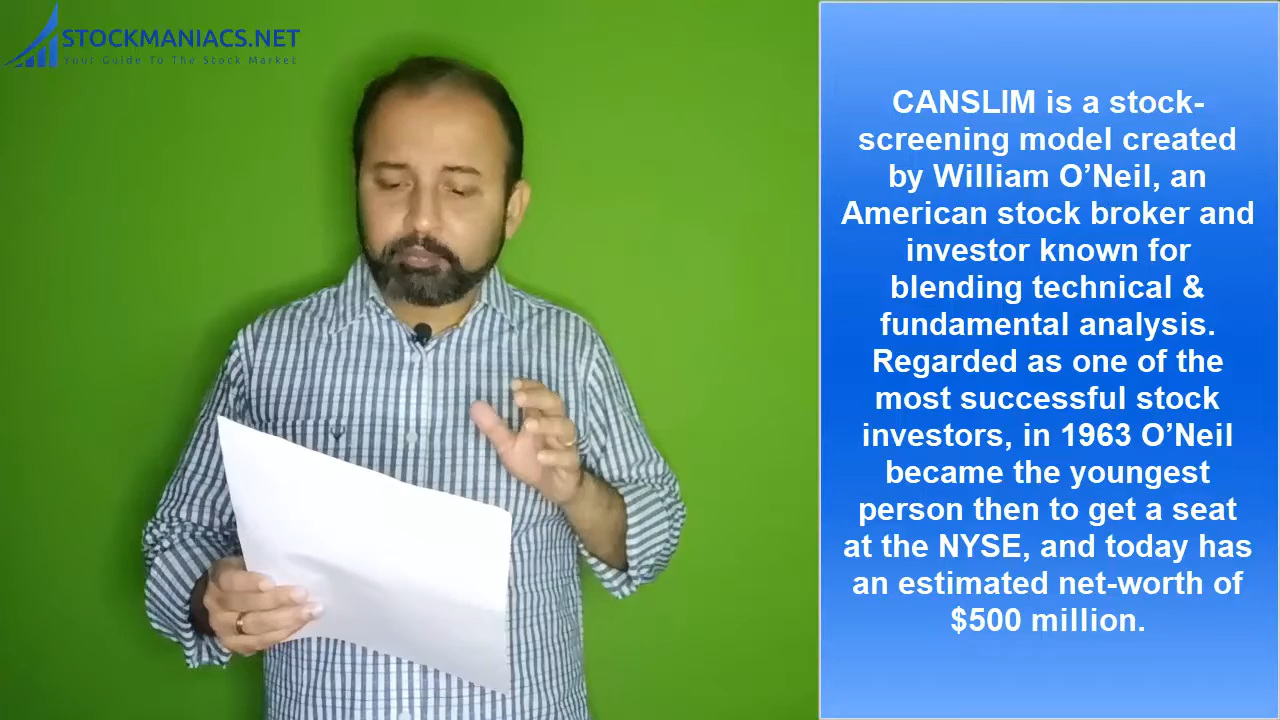 STOCKMANIACS.NET
Your Guide To The Stock Market
CANSLIM is a stock-
screening model created
by William O’Neil, an
American stock broker and
investor known for
blending technical &
fundamental analysis.
Regarded as one of the
most successful stock
investors, in 1963 O’Neil
became the youngest
person then to get a seat
at the NYSE, and today has
an estimated net-worth of
$500 million.